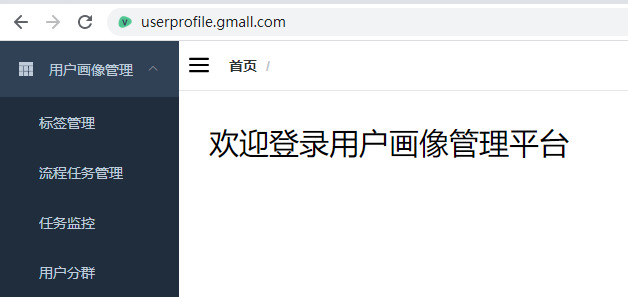 userprofile.gmall.com
用户画像管理
首页 /
标签管理
欢迎登录用户画像管理平台
流程任务管理
任务监控
用户分群